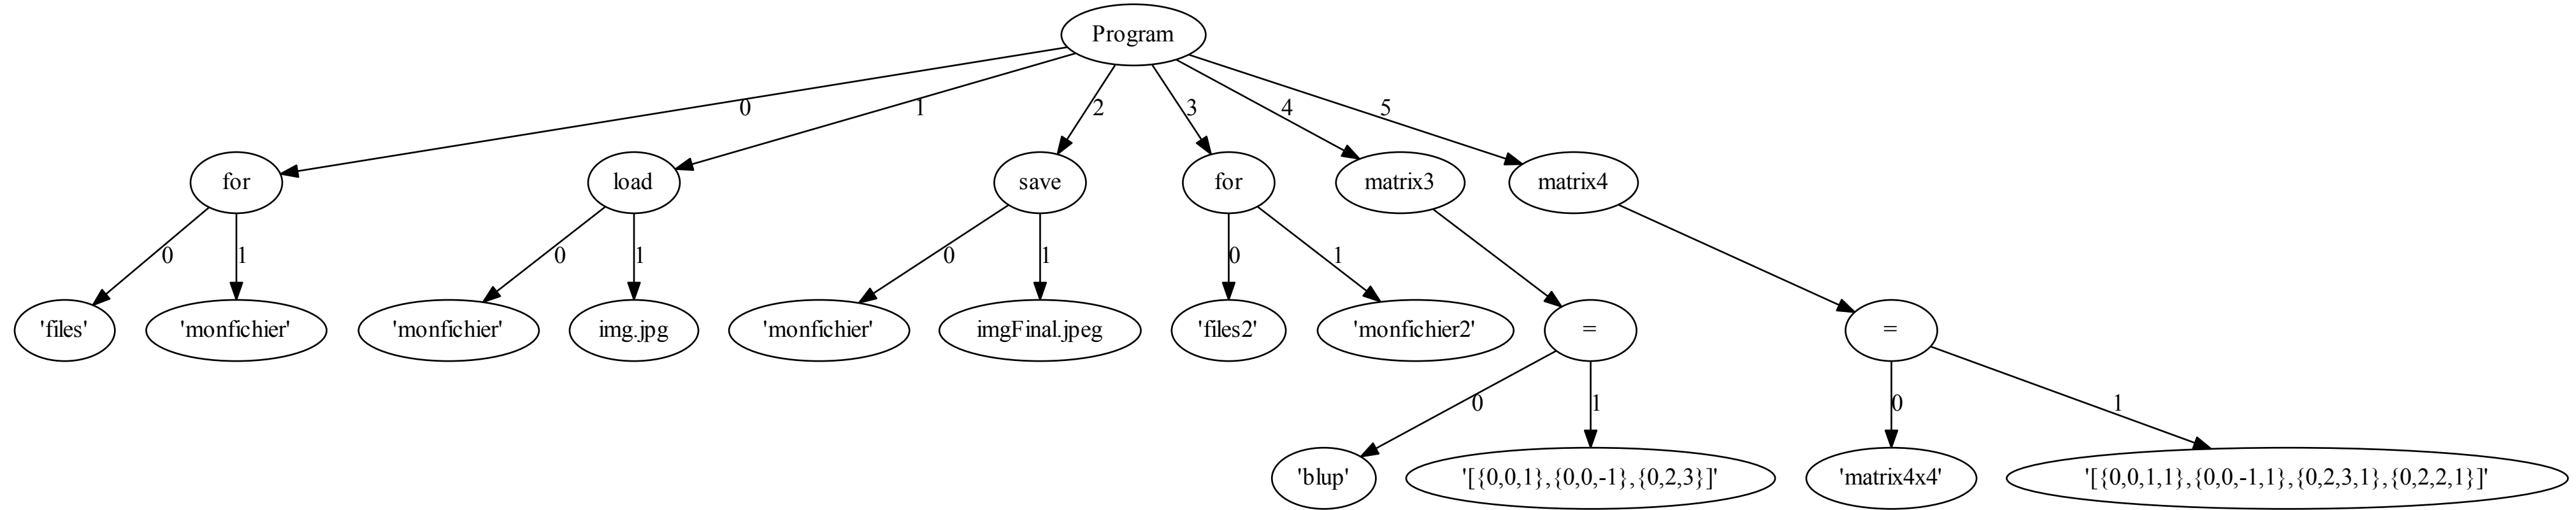 Program
0 1 2 3 4 5
for load save for matrix3 matrix4
0 1 0 1 0 1 0 1
'files' 'monfichier' 'monfichier' img.jpg 'monfichier' imgFinal.jpeg 'files2' 'monfichier2' = =
0 1 0 1
'blup' '[{0,0,1},{0,0,-1},{0,2,3}]' 'matrix4x4' '[{0,0,1,1},{0,0,-1,1},{0,2,3,1},{0,2,2,1}]'